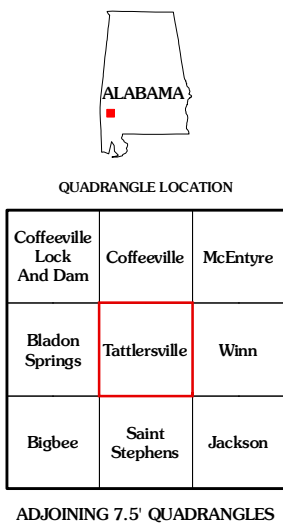 ALABAMA
QUADRANGLE LOCATION
Coffeeville
Lock
And Dam
Coffeeville
McEntyre
Bladon
Springs
Tattlersville
Winn
Bigbee
Saint
Stephens
Jackson
ADJOINING 7.5' QUADRANGLES